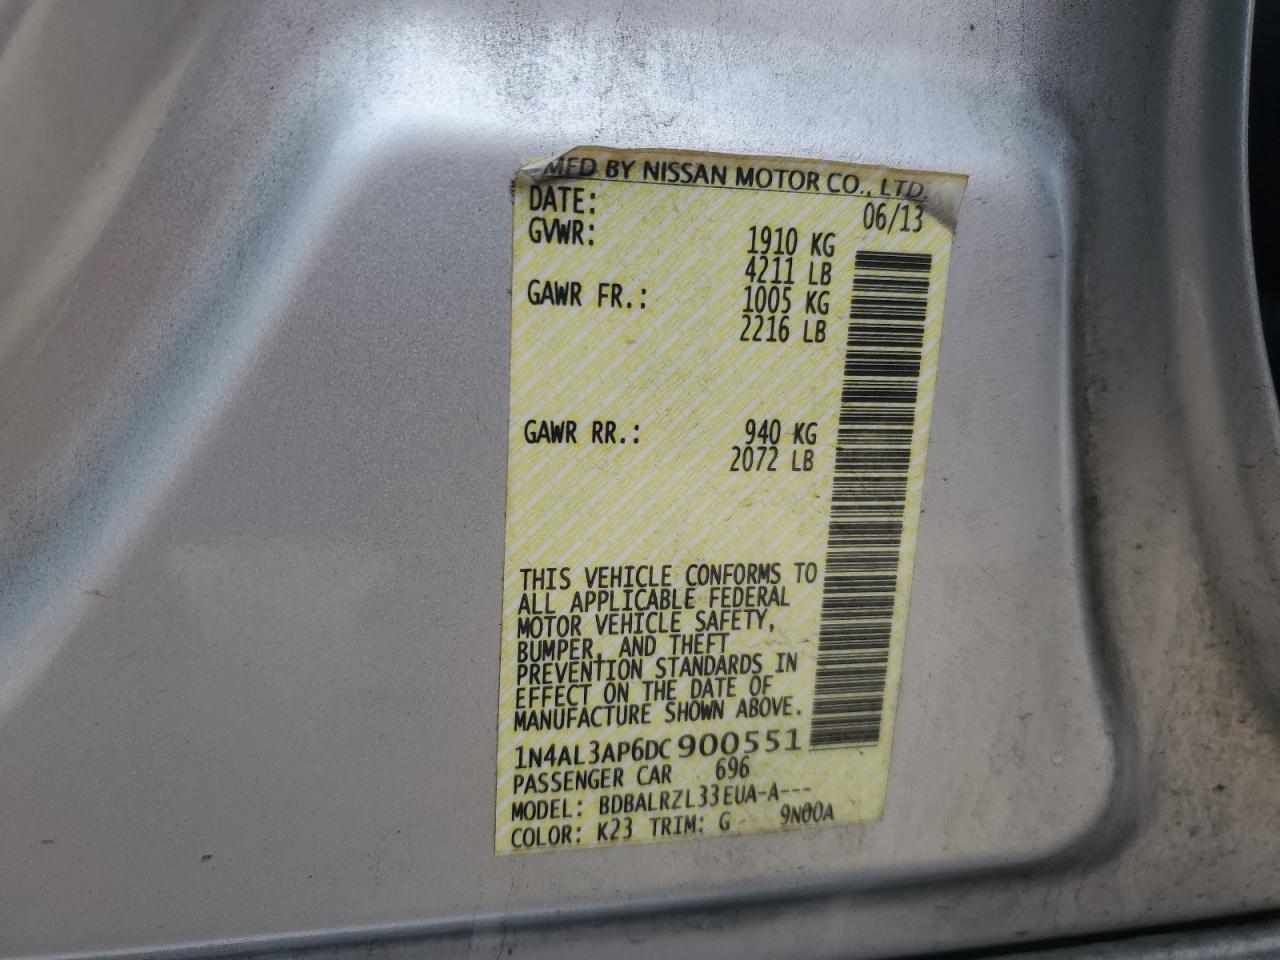 MFD BY NISSAN MOTOR CO., LTD.
DATE: 06/13
GVWR: 1910 KG
4211 LB
GAWR FR.: 1005 KG
2216 LB
GAWR RR.: 940 KG
2072 LB
THIS VEHICLE CONFORMS TO
ALL APPLICABLE FEDERAL
MOTOR VEHICLE SAFETY,
BUMPER, AND THEFT
PREVENTION STANDARDS IN
EFFECT ON THE DATE OF
MANUFACTURE SHOWN ABOVE.
1N4AL3AP6DC900551
PASSENGER CAR 696
MODEL: BDBALRZL33EUA-A---
COLOR: K23 TRIM: G 9N00A